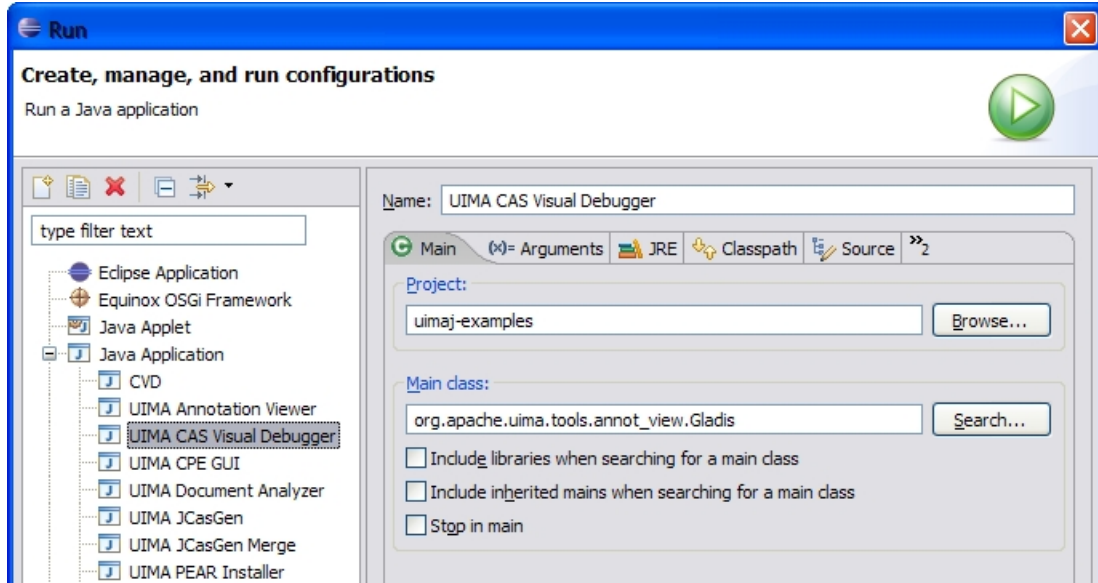 Run
Create, manage, and run configurations
Run a Java application
type filter text
Eclipse Application
Equinox OSGi Framework
Java Applet
Java Application
CVD
UIMA Annotation Viewer
UIMA CAS Visual Debugger
UIMA CPE GUI
UIMA Document Analyzer
UIMA JCasGen
UIMA JCasGen Merge
UIMA PEAR Installer
Name: UIMA CAS Visual Debugger
Main (x)= Arguments JRE Classpath Source »2
Project:
uimaj-examples Browse...
Main class:
org.apache.uima.tools.annot_view.Gladis Search...
Include libraries when searching for a main class
Include inherited mains when searching for a main class
Stop in main